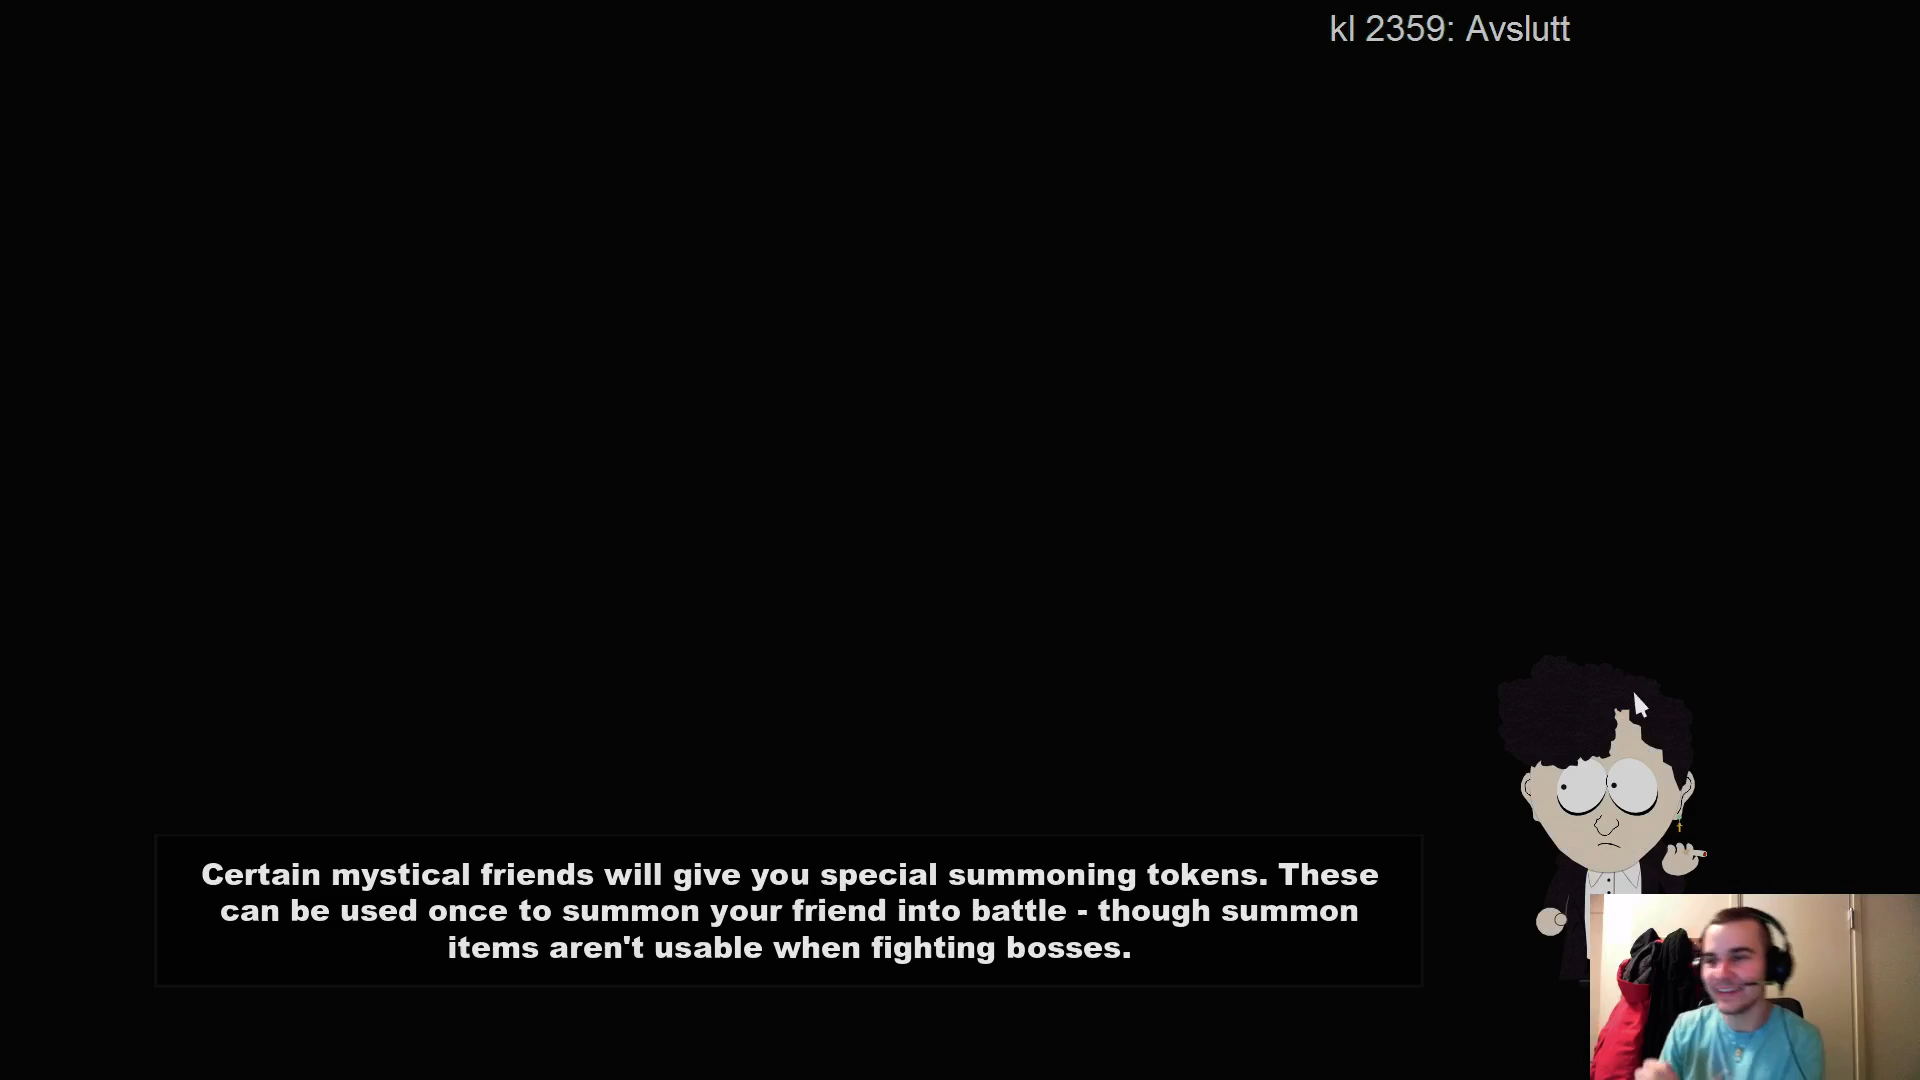 kl 2359: Avslutt
Certain mystical friends will give you special summoning tokens. These
can be used once to summon your friend into battle - though summon
items aren't usable when fighting bosses.